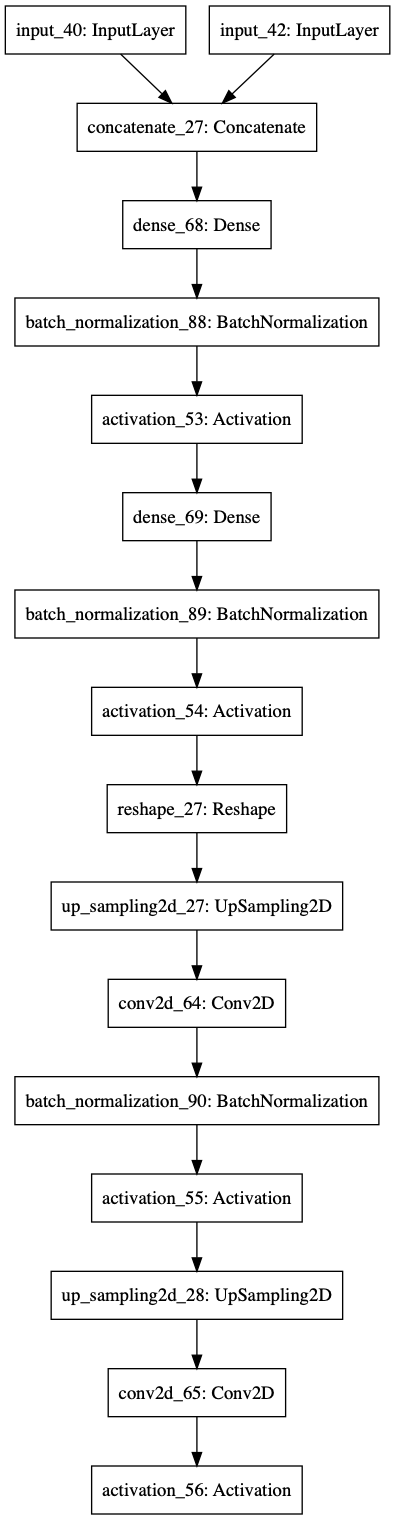 input_40: InputLayer
input_42: InputLayer
concatenate_27: Concatenate
dense_68: Dense
batch_normalization_88: BatchNormalization
activation_53: Activation
dense_69: Dense
batch_normalization_89: BatchNormalization
activation_54: Activation
reshape_27: Reshape
up_sampling2d_27: UpSampling2D
conv2d_64: Conv2D
batch_normalization_90: BatchNormalization
activation_55: Activation
up_sampling2d_28: UpSampling2D
conv2d_65: Conv2D
activation_56: Activation